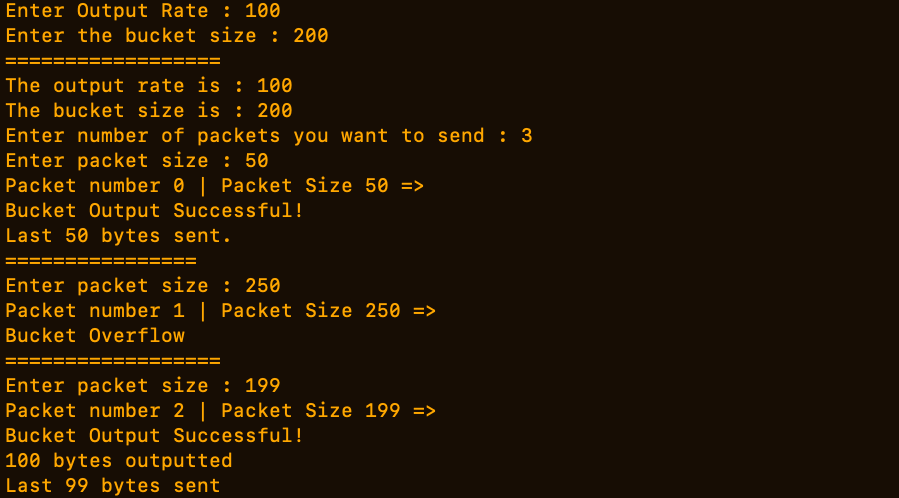 Enter Output Rate : 100
Enter the bucket size : 200
==================
The output rate is : 100
The bucket size is : 200
Enter number of packets you want to send : 3
Enter packet size : 50
Packet number 0 | Packet Size 50 =>
Bucket Output Successful!
Last 50 bytes sent.
================
Enter packet size : 250
Packet number 1 | Packet Size 250 =>
Bucket Overflow
==================
Enter packet size : 199
Packet number 2 | Packet Size 199 =>
Bucket Output Successful!
100 bytes outputted
Last 99 bytes sent